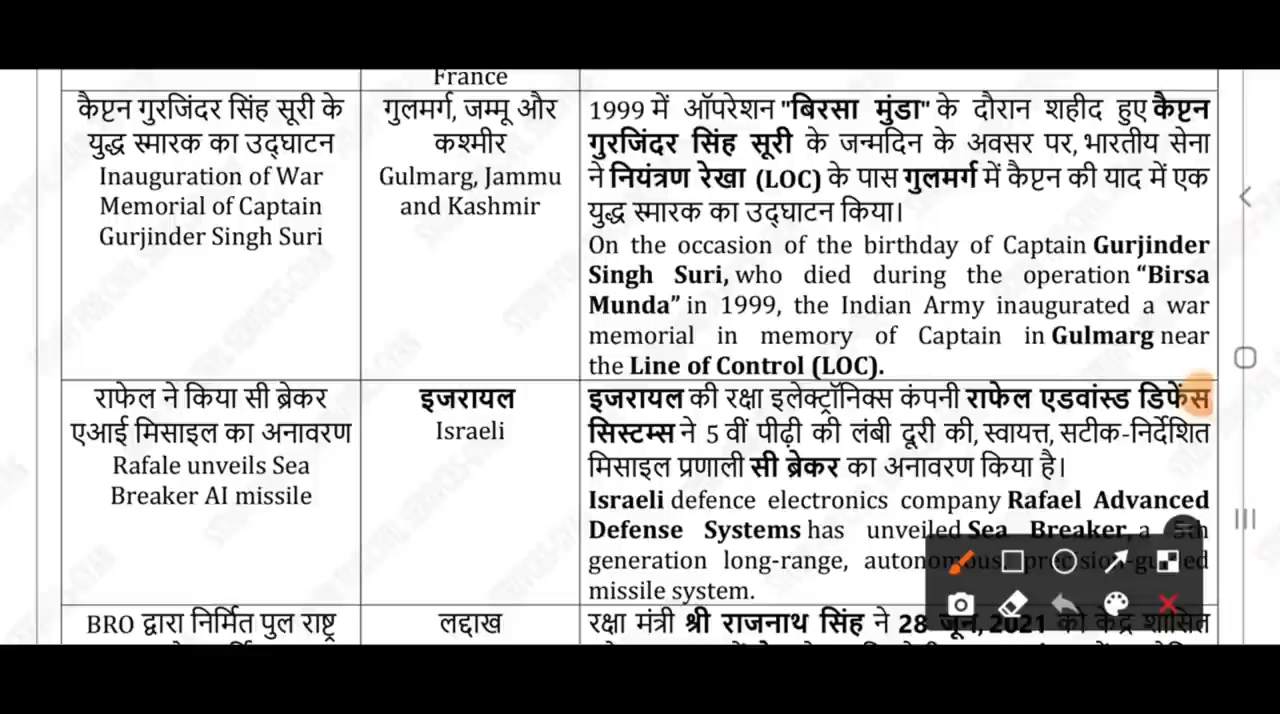 France
कैप्टन गुरजिंदर सिंह सूरी के
युद्ध स्मारक का उद्घाटन
Inauguration of War
Memorial of Captain
Gurjinder Singh Suri
गुलमर्ग, जम्मू और
कश्मीर
Gulmarg, Jammu
and Kashmir
1999 में ऑपरेशन "बिरसा मुंडा" के दौरान शहीद हुए कैप्टन
गुरजिंदर सिंह सूरी के जन्मदिन के अवसर पर, भारतीय सेना
ने नियंत्रण रेखा (LOC) के पास गुलमर्ग में कैप्टन की याद में एक
युद्ध स्मारक का उद्घाटन किया।
On the occasion of the birthday of Captain Gurjinder
Singh Suri, who died during the operation “Birsa
Munda” in 1999, the Indian Army inaugurated a war
memorial in memory of Captain in Gulmarg near
the Line of Control (LOC).
राफेल ने किया सी ब्रेकर
एआई मिसाइल का अनावरण
Rafale unveils Sea
Breaker AI missile
इजरायल
Israeli
इजरायल की रक्षा इलेक्ट्रॉनिक्स कंपनी राफेल एडवांस्ड डिफेंस
सिस्टम्स ने 5 वीं पीढ़ी की लंबी दूरी की, स्वायत्त, सटीक-निर्देशित
मिसाइल प्रणाली सी ब्रेकर का अनावरण किया है।
Israeli defence electronics company Rafael Advanced
Defense Systems has unveiled Sea Breaker, a 5th
generation long-range, autonomous, precision-guided
missile system.
BRO द्वारा निर्मित पुल राष्ट्र
लद्दाख
रक्षा मंत्री श्री राजनाथ सिंह ने 28 जून, 2021 को केंद्र शासित